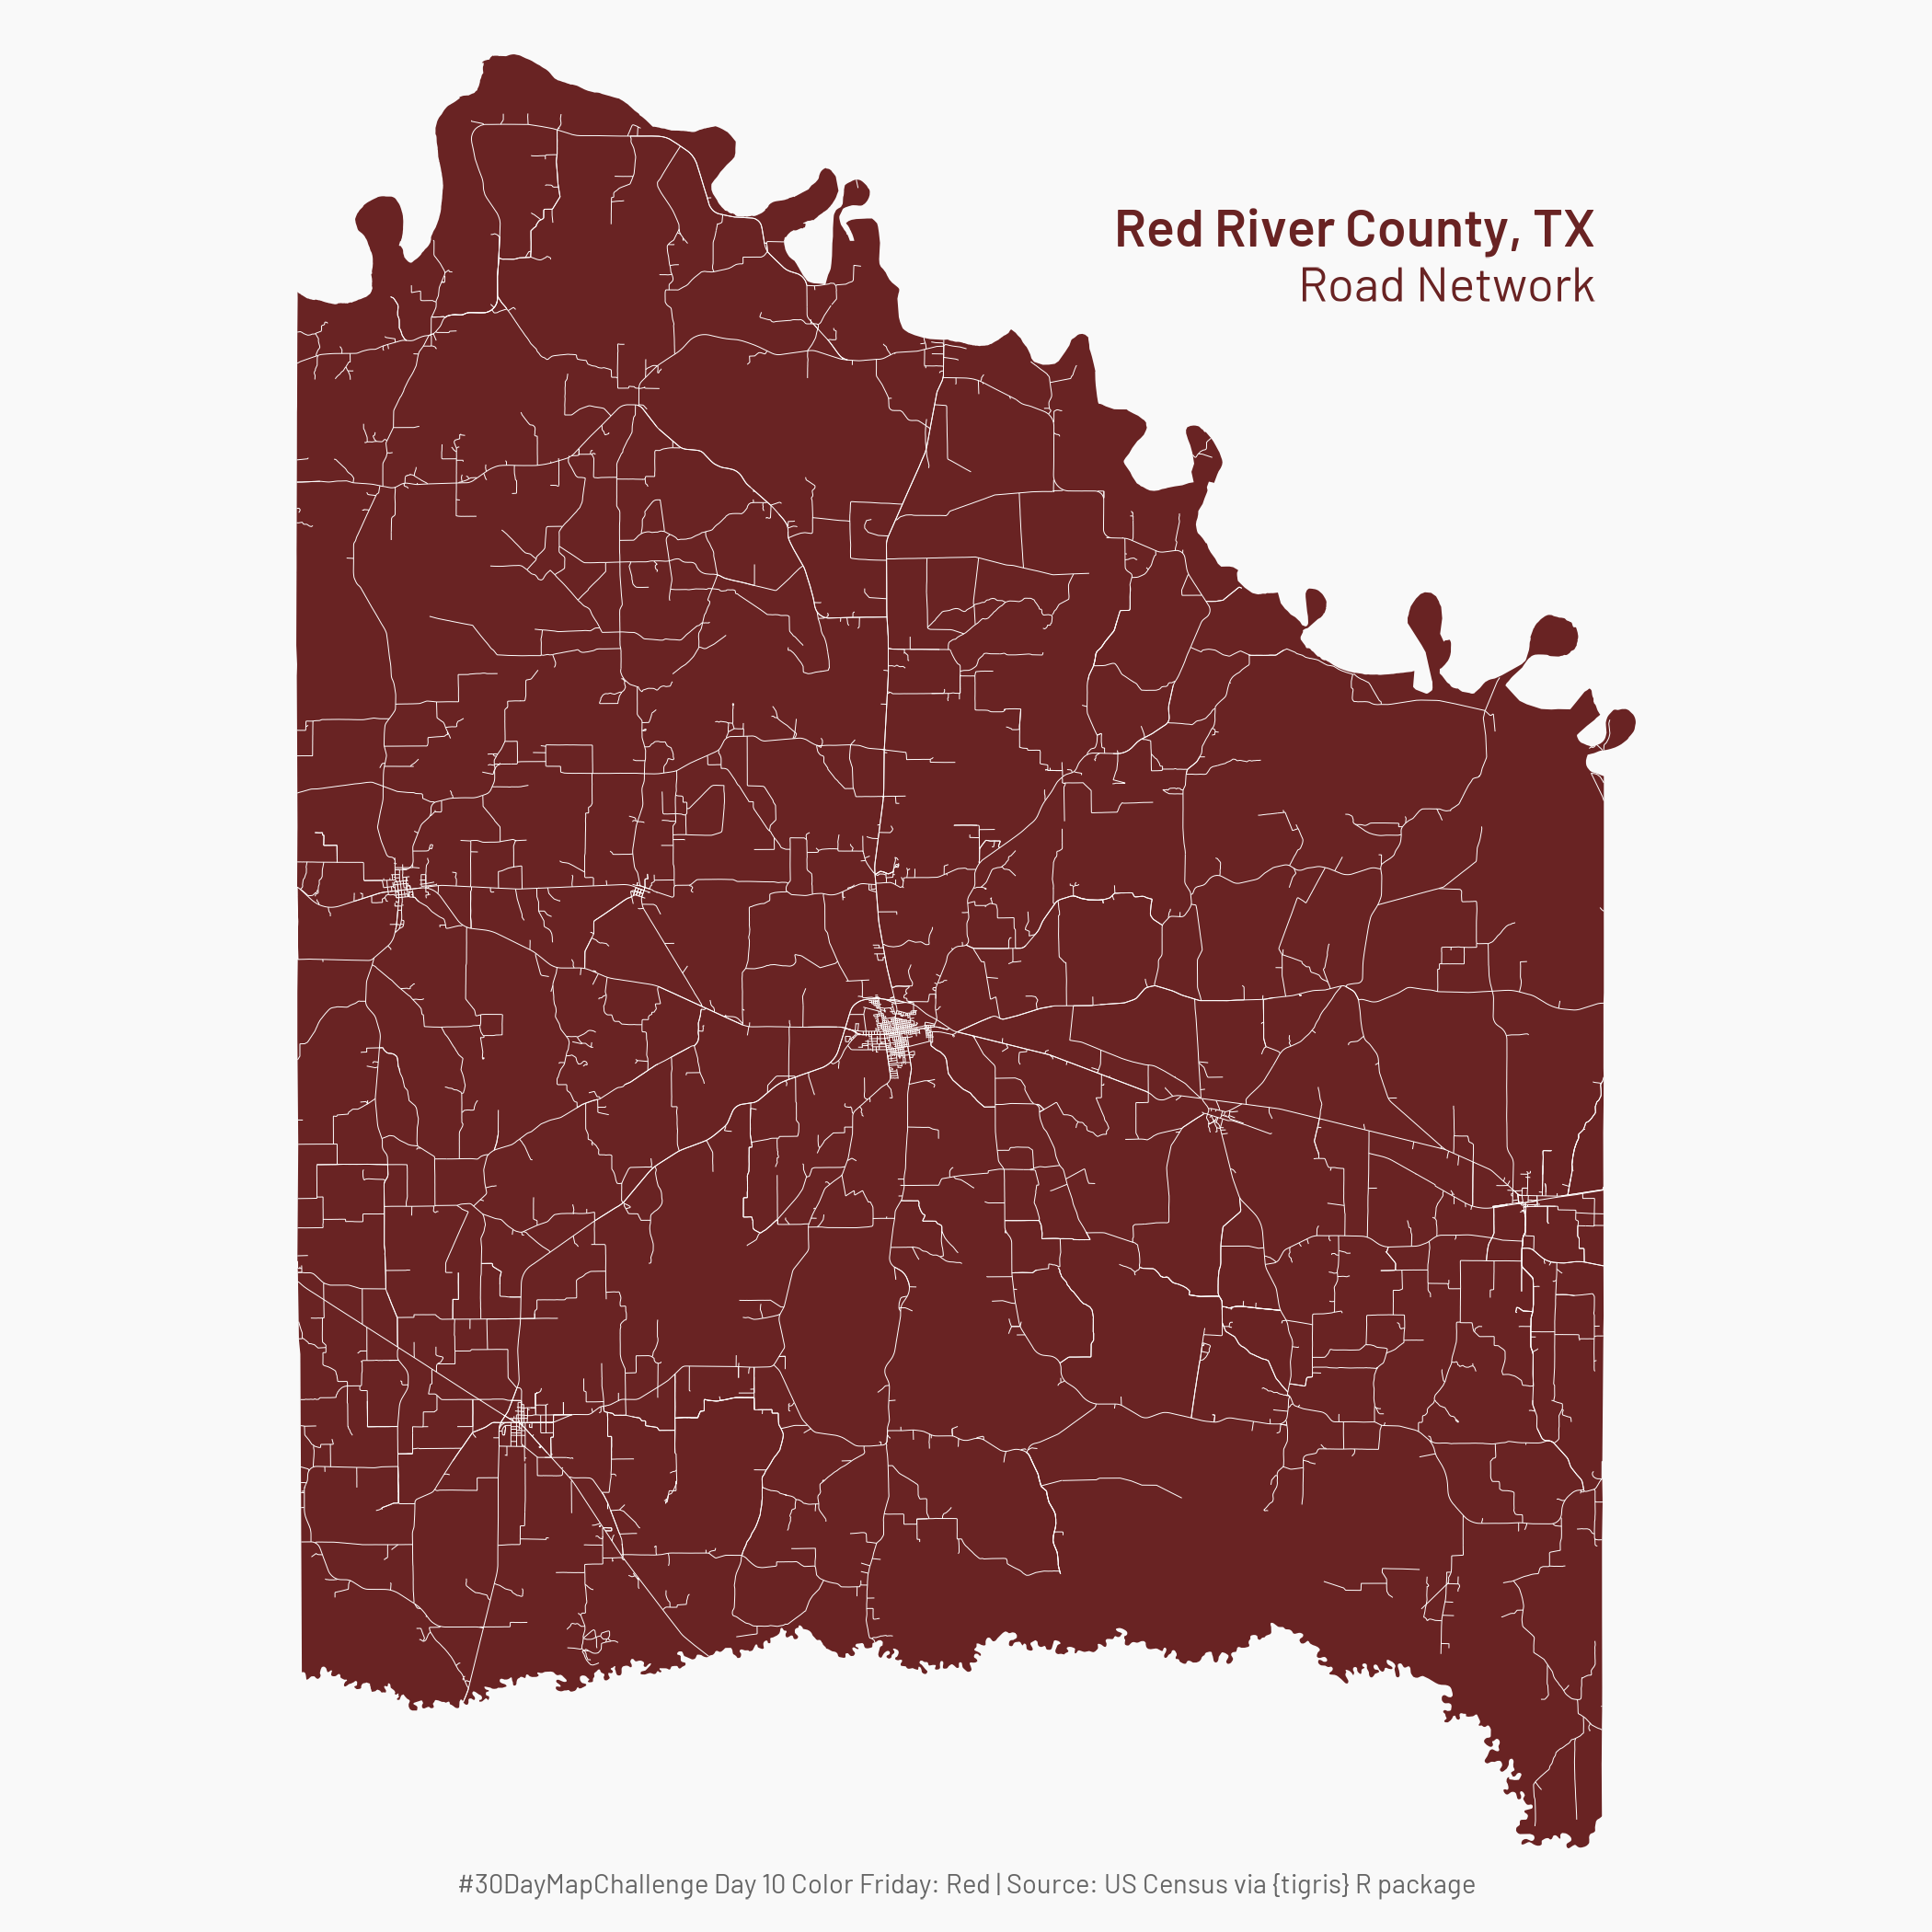 Red River County, TX
Road Network
#30DayMapChallenge Day 10 Color Friday: Red | Source: US Census via {tigris} R package